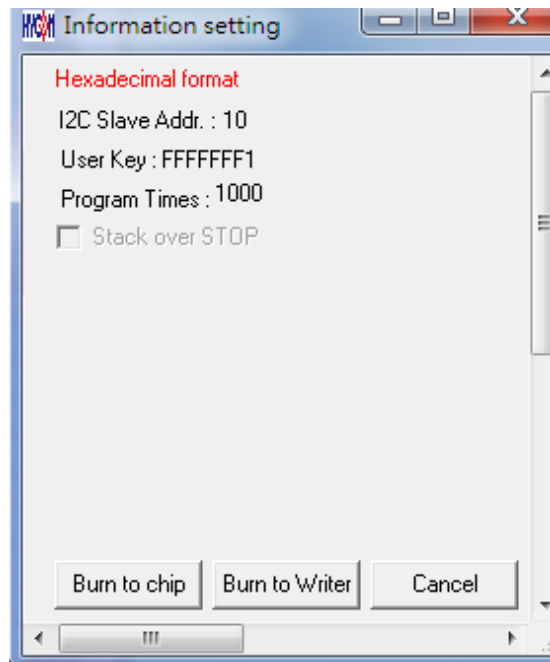 HYCON Information setting
Hexadecimal format
I2C Slave Addr. : 10
User Key : FFFFFFF1
Program Times : 1000
Stack over STOP
Burn to chip Burn to Writer Cancel